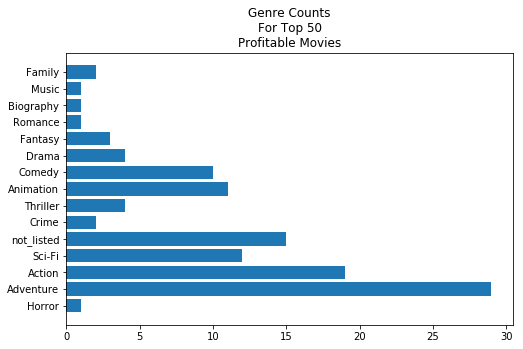 Genre Counts
For Top 50
Profitable Movies
Family
Music
Biography
Romance
Fantasy
Drama
Comedy
Animation
Thriller
Crime
not_listed
Sci-Fi
Action
Adventure
Horror
0 5 10 15 20 25 30